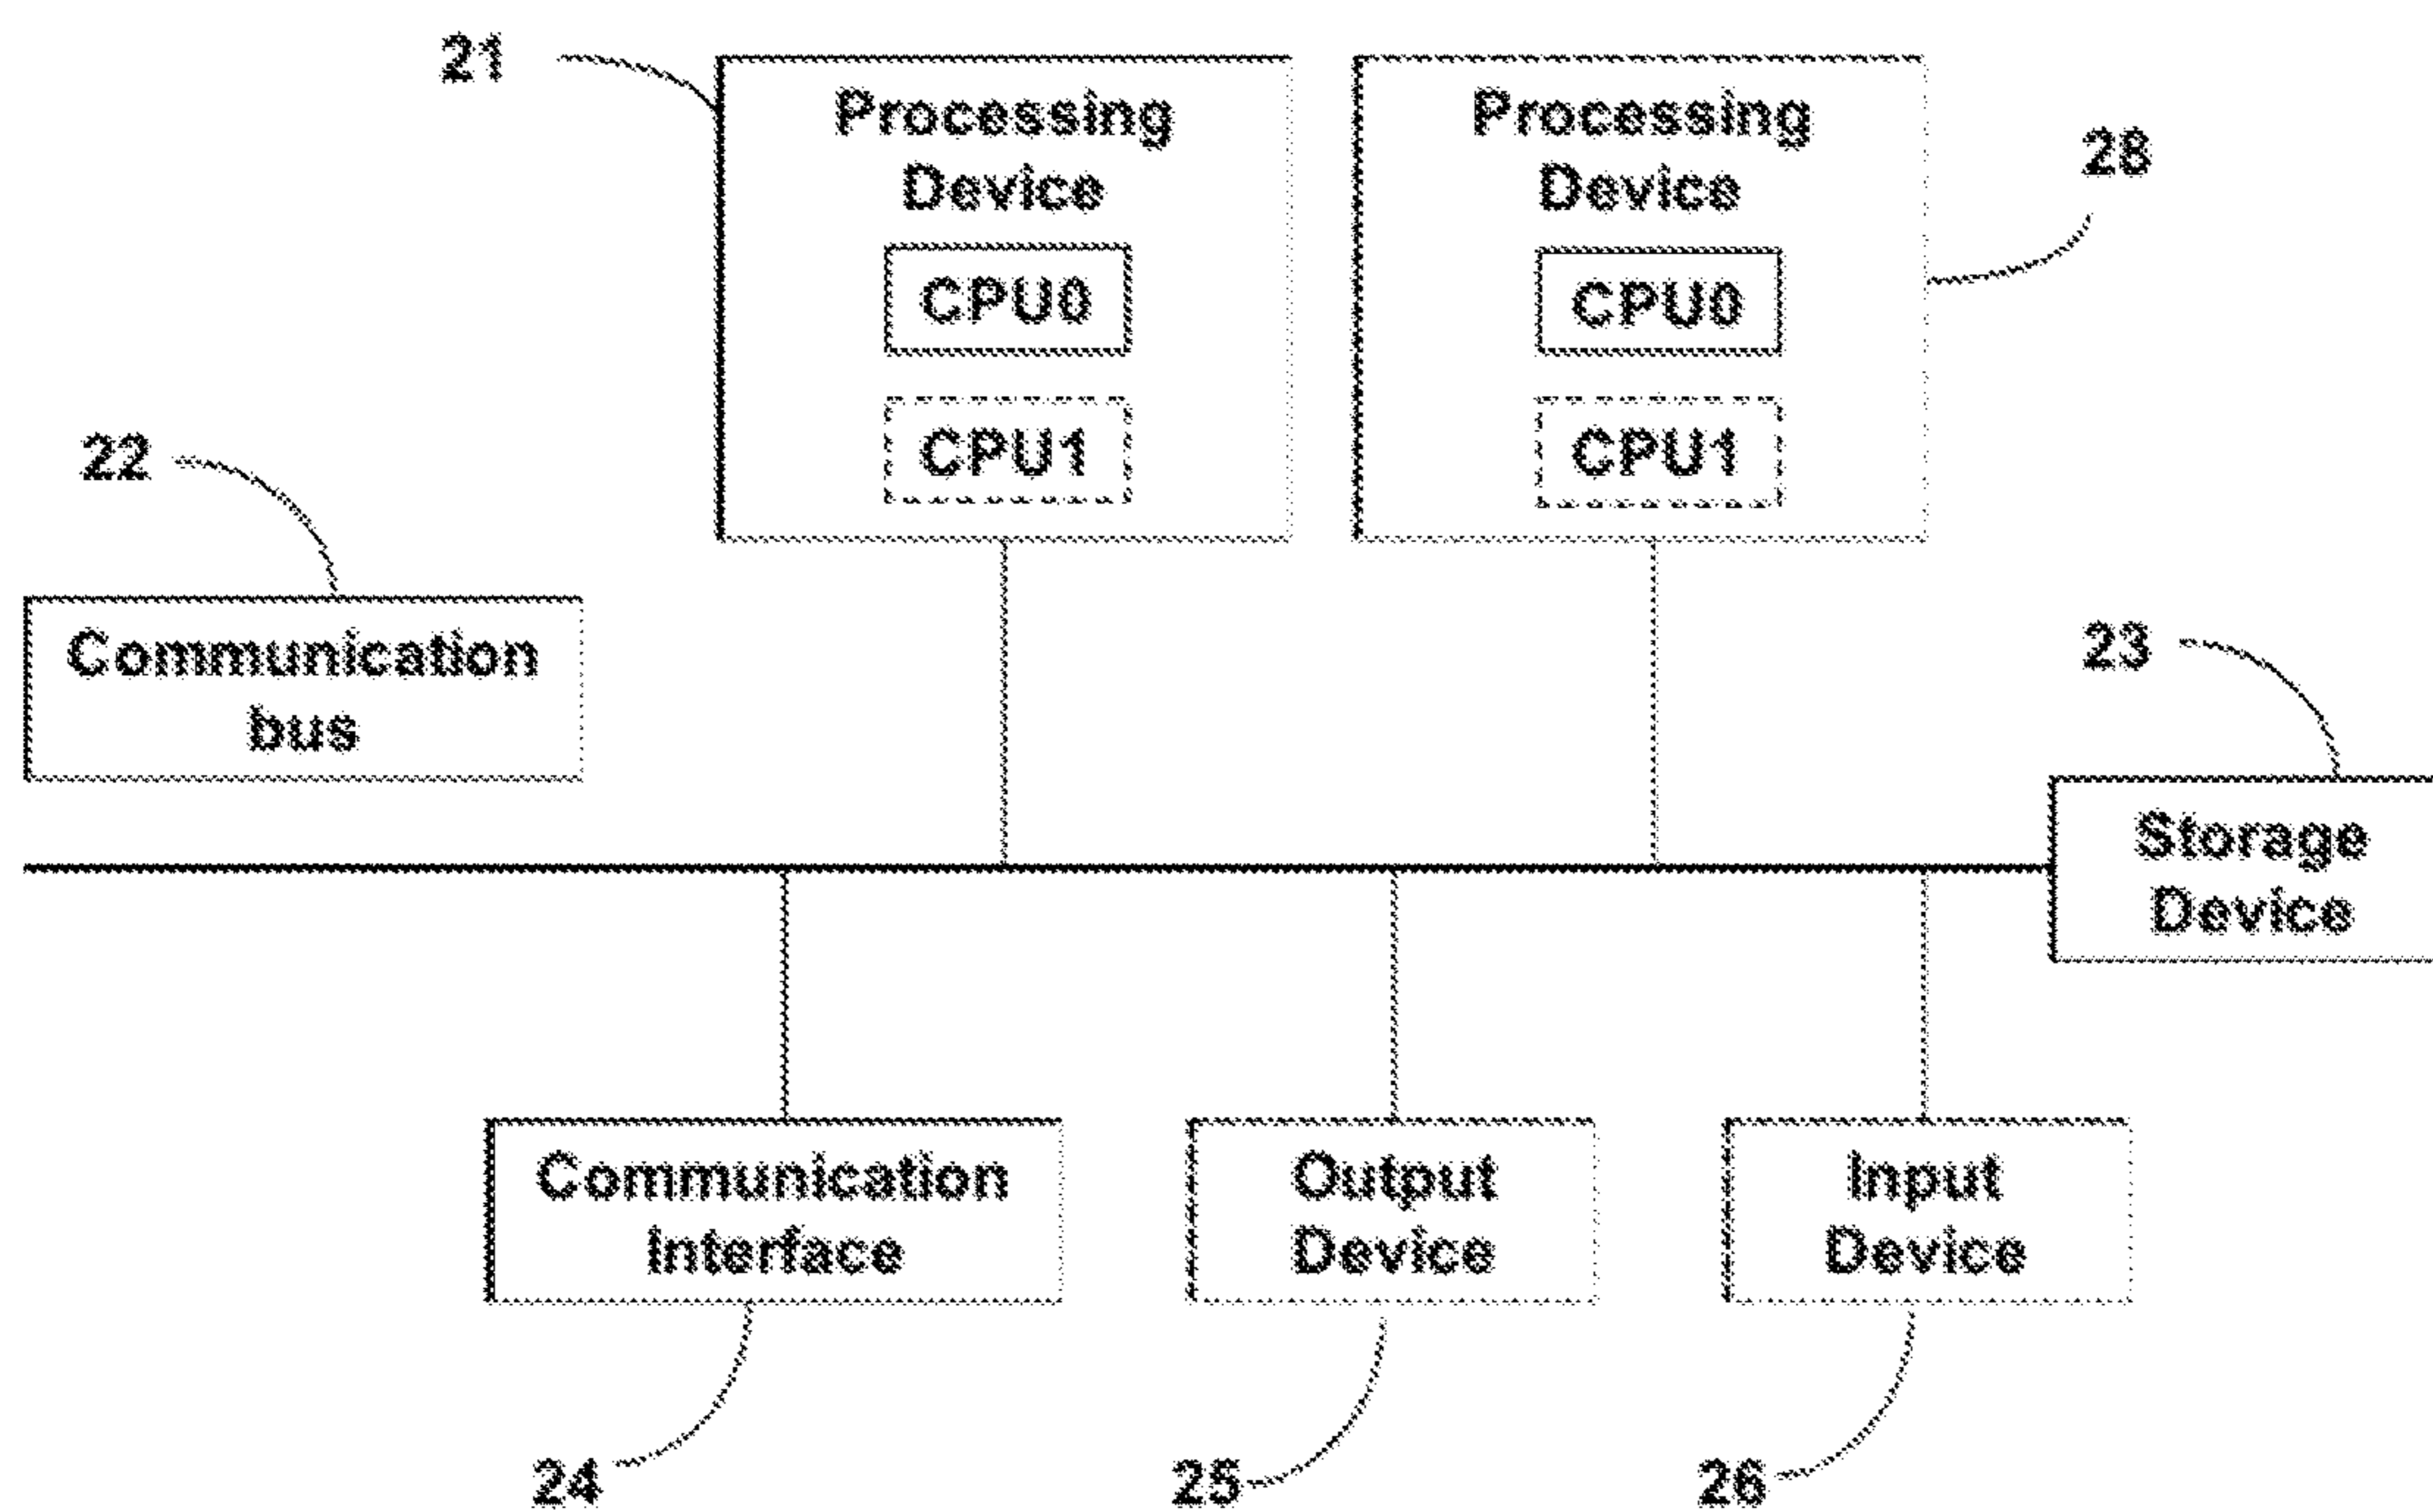 21
Processing
Device
CPU0
CPU1
Processing
Device
CPU0
CPU1
28
22
Communication
bus
23
Storage
Device
Communication
Interface
Output
Device
Input
Device
24
25
26